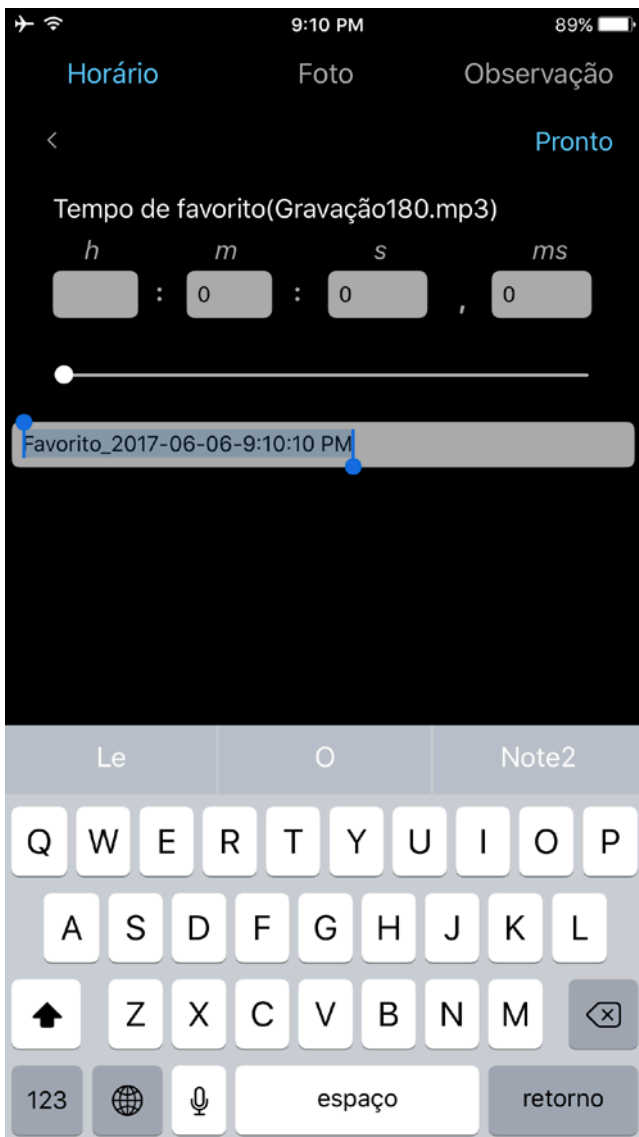 9:10 PM 89%
Horário Foto Observação
Pronto
Tempo de favorito(Gravação180.mp3)
h m s ms
: 0 : 0 , 0
Favorito_2017-06-06-9:10:10 PM
Le O Note2
Q W E R T Y U I O P
A S D F G H J K L
Z X C V B N M
123 espaço retorno